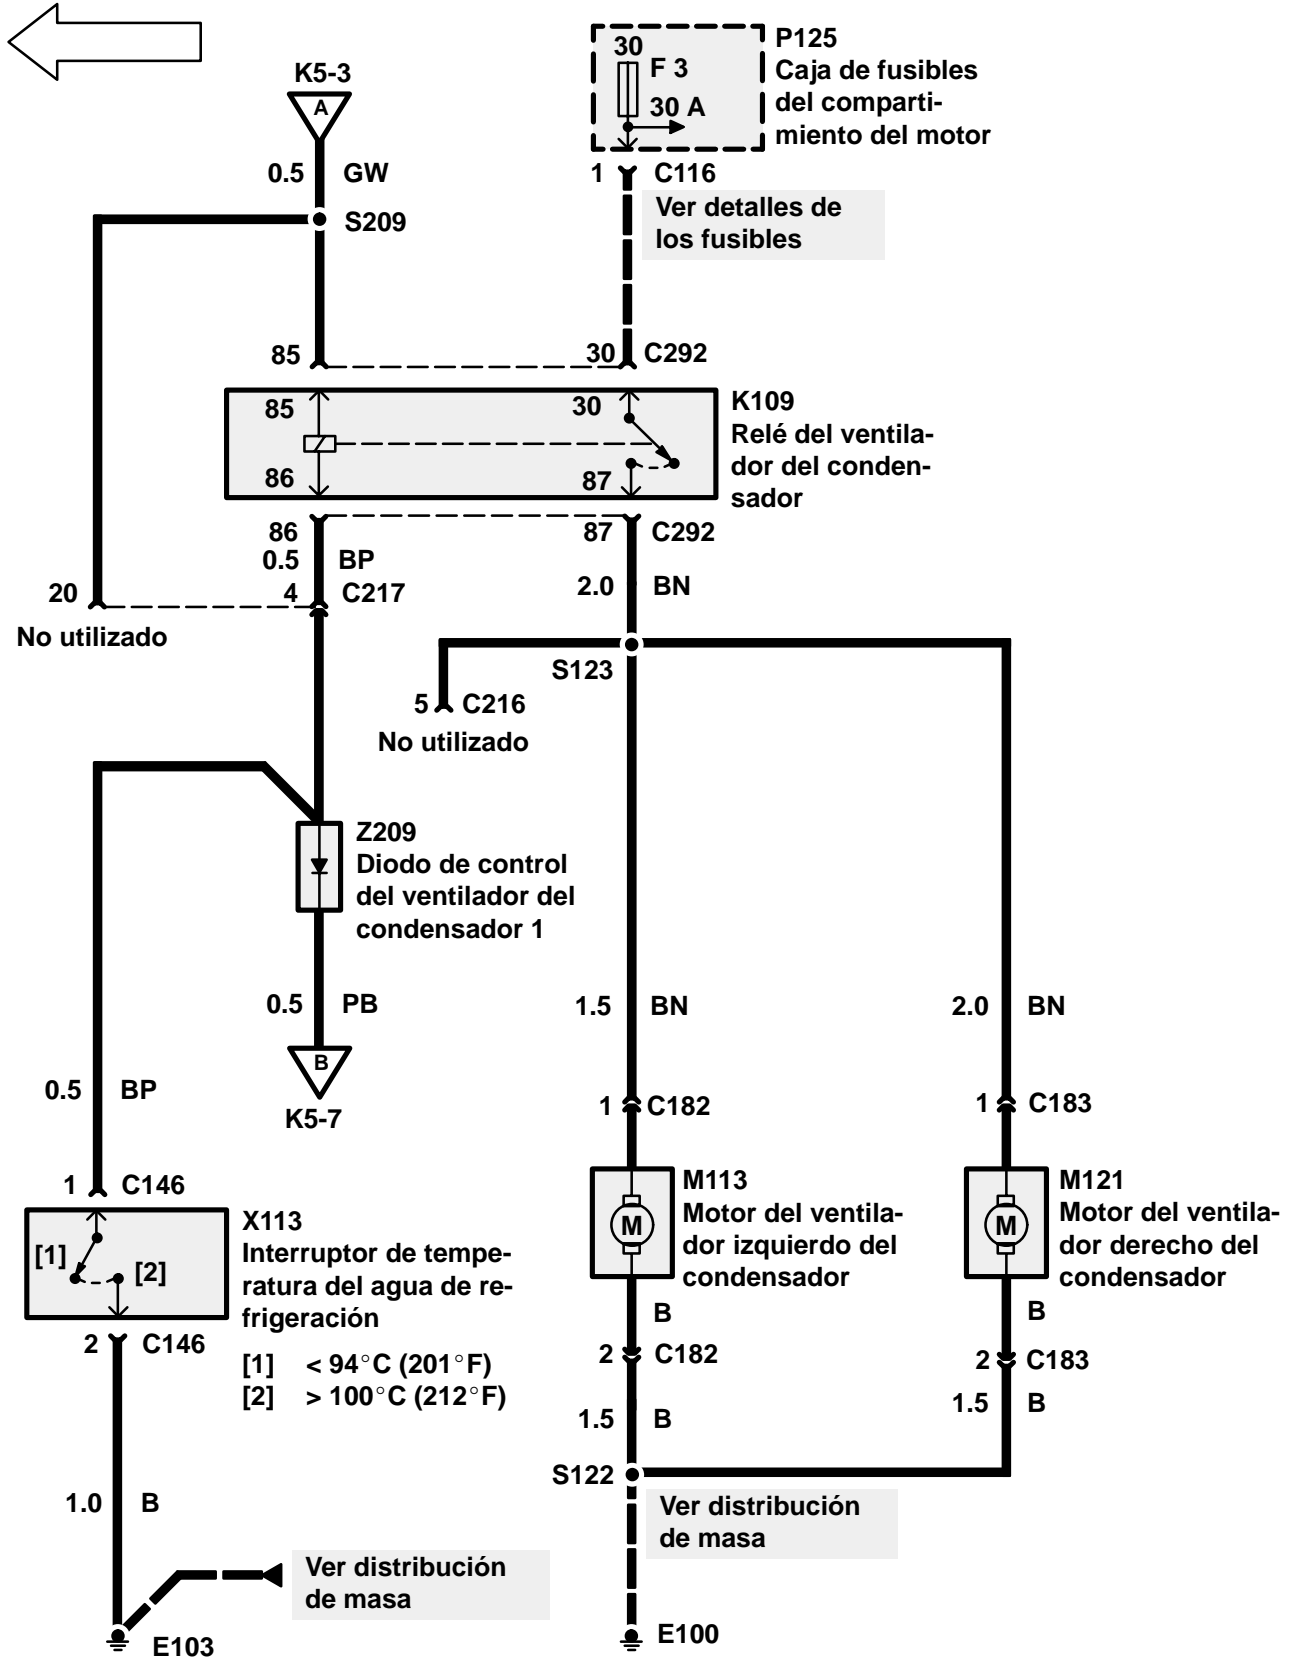 P125
Caja de fusibles
del comparti-
miento del motor
30
F 3
30 A
K5-3
A
0.5 GW
S209
1 C116
Ver detalles de
los fusibles
85
30 C292
85
30
86
87
K109
Relé del ventila-
dor del conden-
sador
86
87 C292
0.5 BP
2.0 BN
20
4 C217
No utilizado
S123
5 C216
No utilizado
Z209
Diodo de control
del ventilador del
condensador 1
0.5 PB
1.5 BN
2.0 BN
B
K5-7
0.5 BP
1 C182
1 C183
1 C146
[1]
[2]
X113
Interruptor de tempe-
ratura del agua de re-
frigeración
[1] < 94°C (201°F)
[2] > 100°C (212°F)
M
M113
Motor del ventila-
dor izquierdo del
condensador
M
M121
Motor del ventila-
dor derecho del
condensador
2 C146
B
B
2 C182
2 C183
1.5 B
1.5 B
S122
1.0 B
Ver distribución
de masa
Ver distribución
de masa
E103
E100